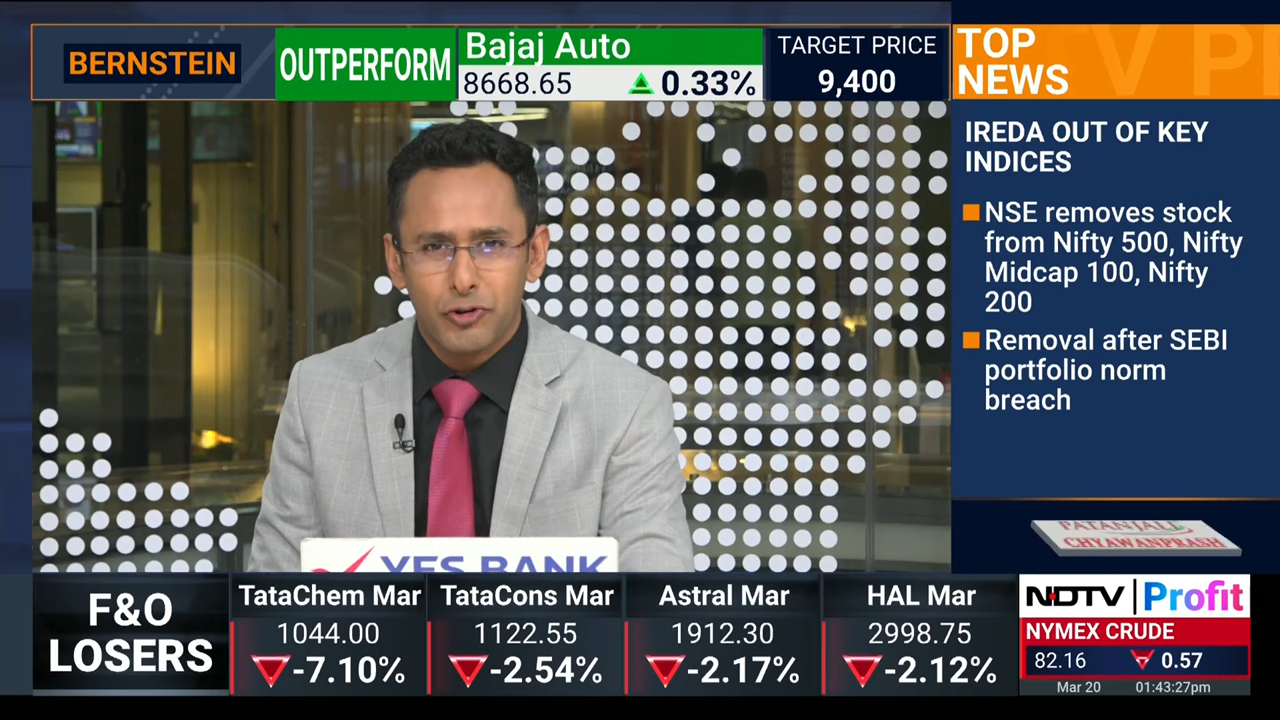 BERNSTEIN
OUTPERFORM
Bajaj Auto
8668.65 0.33%
TARGET PRICE
9,400
TOP
NEWS
IREDA OUT OF KEY
INDICES
NSE removes stock
from Nifty 500, Nifty
Midcap 100, Nifty
200
Removal after SEBI
portfolio norm
breach
PATANJALI
CHYAWANPRASH
YES BANK
F&O
LOSERS
TataChem Mar
1044.00
-7.10%
TataCons Mar
1122.55
-2.54%
Astral Mar
1912.30
-2.17%
HAL Mar
2998.75
-2.12%
NDTV Profit
NYMEX CRUDE
82.16 0.57
Mar 20 01:43:27pm